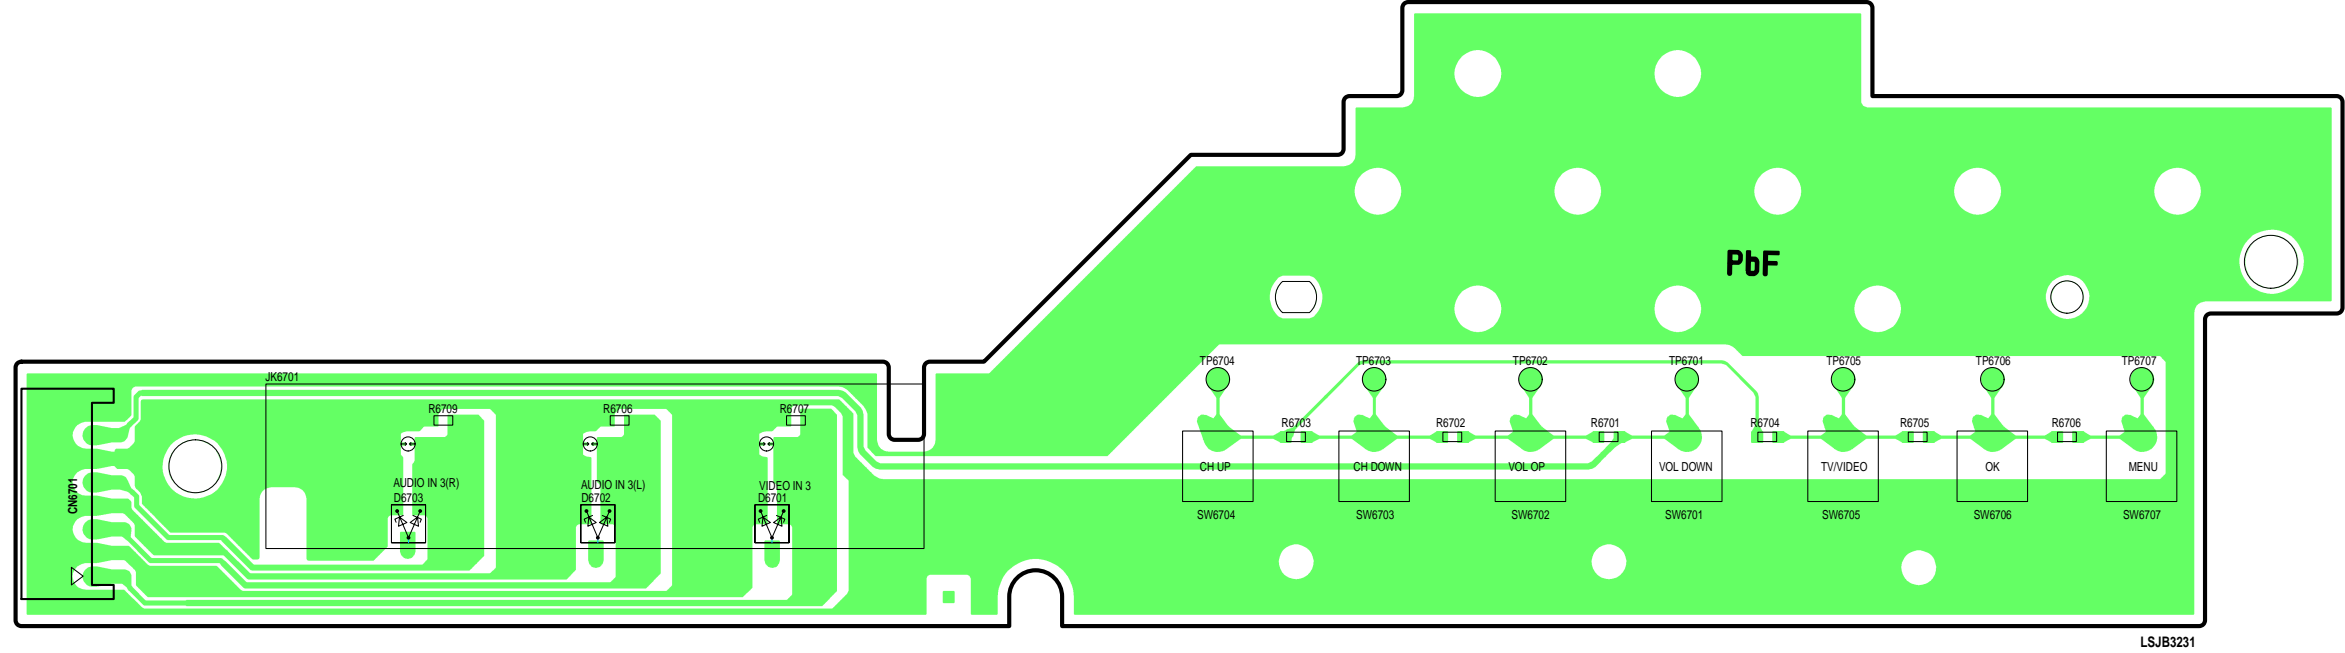 PbF
TP6704 TP6703 TP6702 TP6701 TP6705 TP6706 TP6707
JK6701
R6709 R6706 R6707
R6703 R6702 R6701 R6704 R6705 R6706
CH UP CH DOWN VOL OP VOL DOWN TV/VIDEO OK MENU
CN6701
AUDIO IN 3(R) AUDIO IN 3(L) VIDEO IN 3
D6703 D6702 D6701
SW6704 SW6703 SW6702 SW6701 SW6705 SW6706 SW6707
LSJB3231